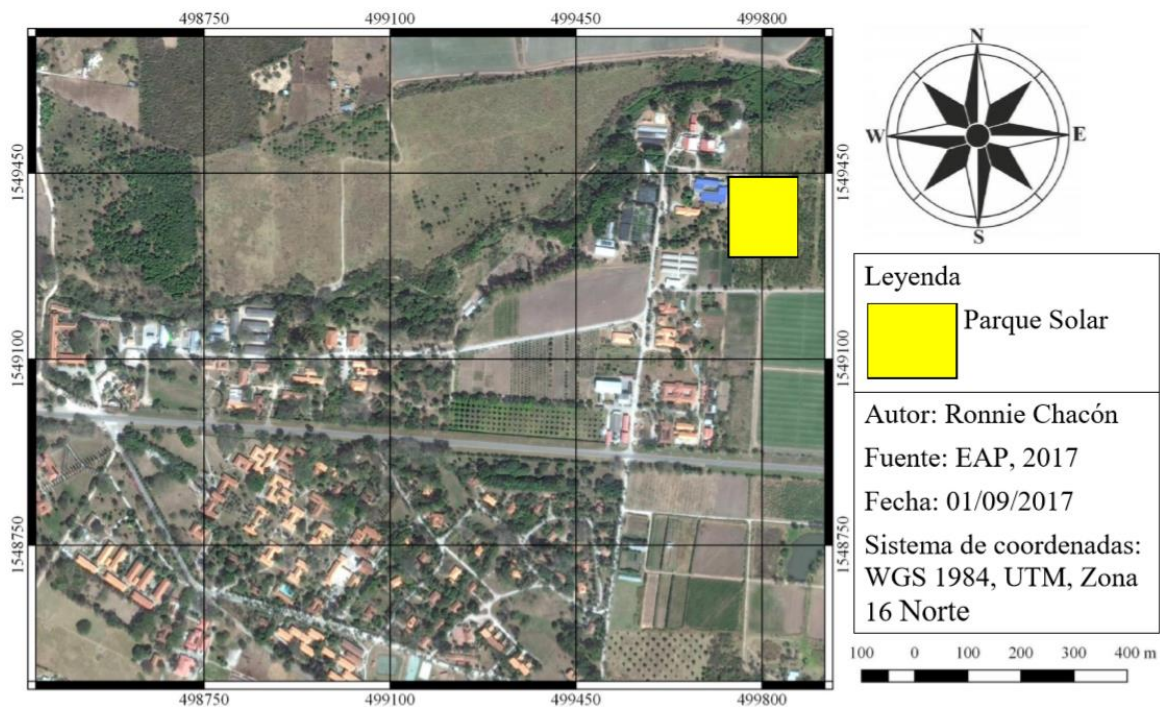 498750 499100 499450 499800
1549450
1549100
1548750
1549450
1549100
1548750
498750 499100 499450 499800
N
W E
S
Leyenda
Parque Solar
Autor: Ronnie Chacón
Fuente: EAP, 2017
Fecha: 01/09/2017
Sistema de coordenadas:
WGS 1984, UTM, Zona
16 Norte
100 0 100 200 300 400 m